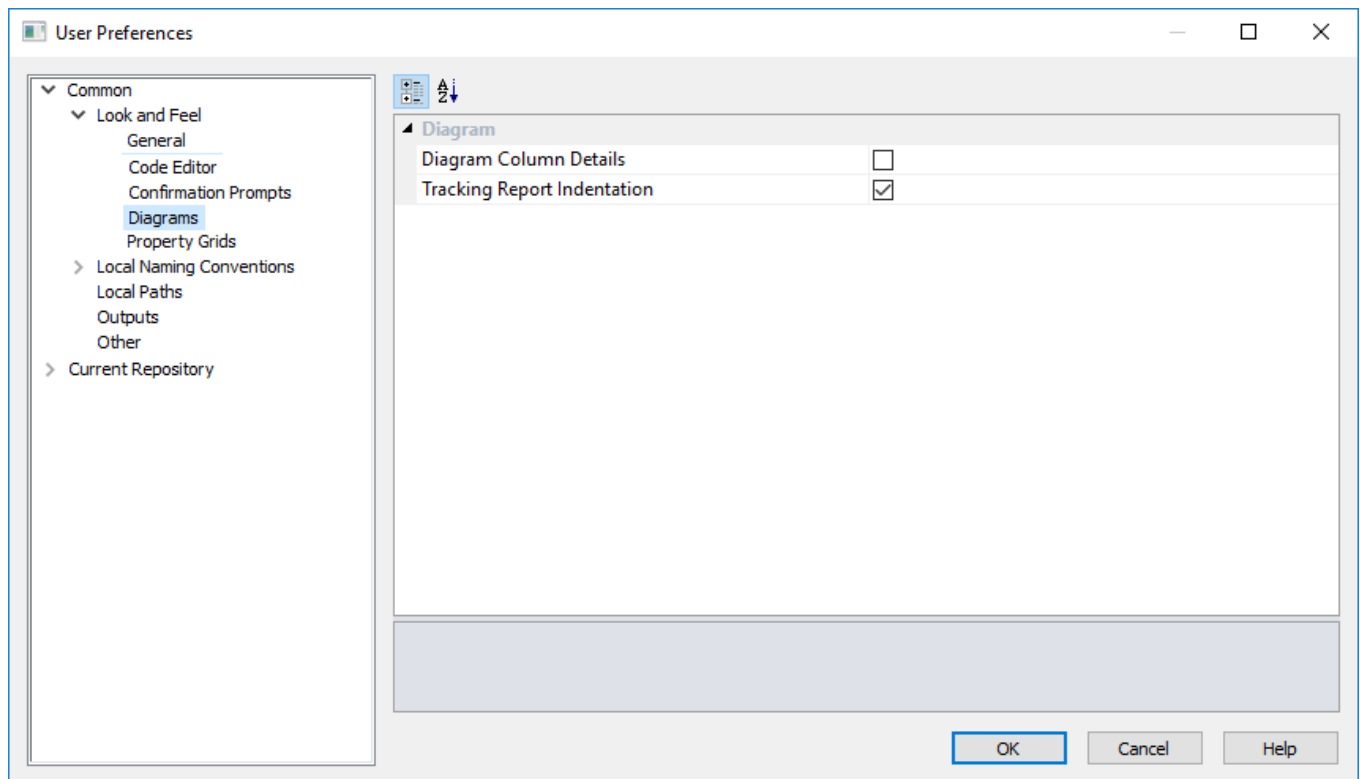 User Preferences
Common
Look and Feel
General
Code Editor
Confirmation Prompts
Diagrams
Property Grids
Local Naming Conventions
Local Paths
Outputs
Other
Current Repository
A
Z
Diagram
Diagram Column Details
Tracking Report Indentation
OK
Cancel
Help